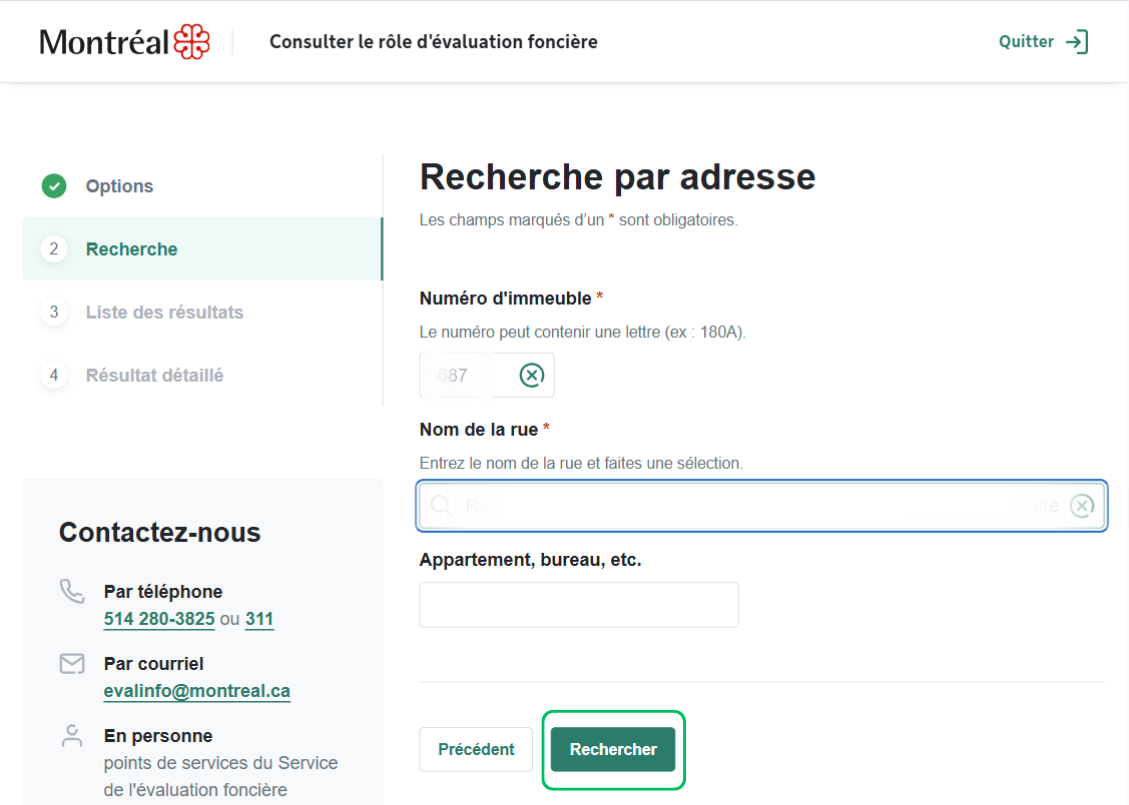 Montréal
Consulter le rôle d'évaluation foncière
Quitter
Options
2 Recherche
3 Liste des résultats
4 Résultat détaillé
Contactez-nous
Par téléphone
514 280-3825 ou 311
Par courriel
evalinfo@montreal.ca
En personne
points de services du Service
de l'évaluation foncière
Recherche par adresse
Les champs marqués d’un * sont obligatoires.
Numéro d'immeuble *
Le numéro peut contenir une lettre (ex : 180A).
687
Nom de la rue *
Entrez le nom de la rue et faites une sélection.
Appartement, bureau, etc.
Précédent
Rechercher